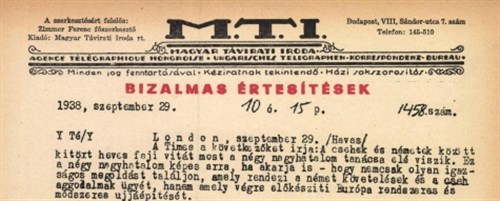 A szerkesztésért felelős:
Zimmer Ferenc főszerkesztő
Kiadó: Magyar Távirati Iroda rt.
M.T.I.
Budapest, VIII, Sándor-utca 7. szám
Telefon: 145-510
MAGYAR TÁVIRATI IRODA
AGENCE TÉLÉGRAPHIQUE HONGROISE · UNGARISCHES TELEGRAPHEN-KORRESPONDENZ-BUREAU
Minden jog fenntartásával · Kéziratnak tekintendő · Házi sokszorosítás
BIZALMAS ÉRTESÍTÉSEK
1938, szeptember 29. 10 ó. 15 p. 1458.szám.
Y T6/Y London, szeptember 29. /Havas/
A Times a következőket írja: A csehek és németek között
kitört heves faji vitát most a négy nagyhatalom tanácsa elé viszik. Ez
a négy nagyhatalom képes arra, ha akarja is - hogy nemcsak olyan igaz-
ságos megoldást találjon, amely rendezi a német követelések és a cseh
aggodalmak ügyét, hanem amely végre előkészíti Európa rendszeres és
módszeres ujjáépítését.